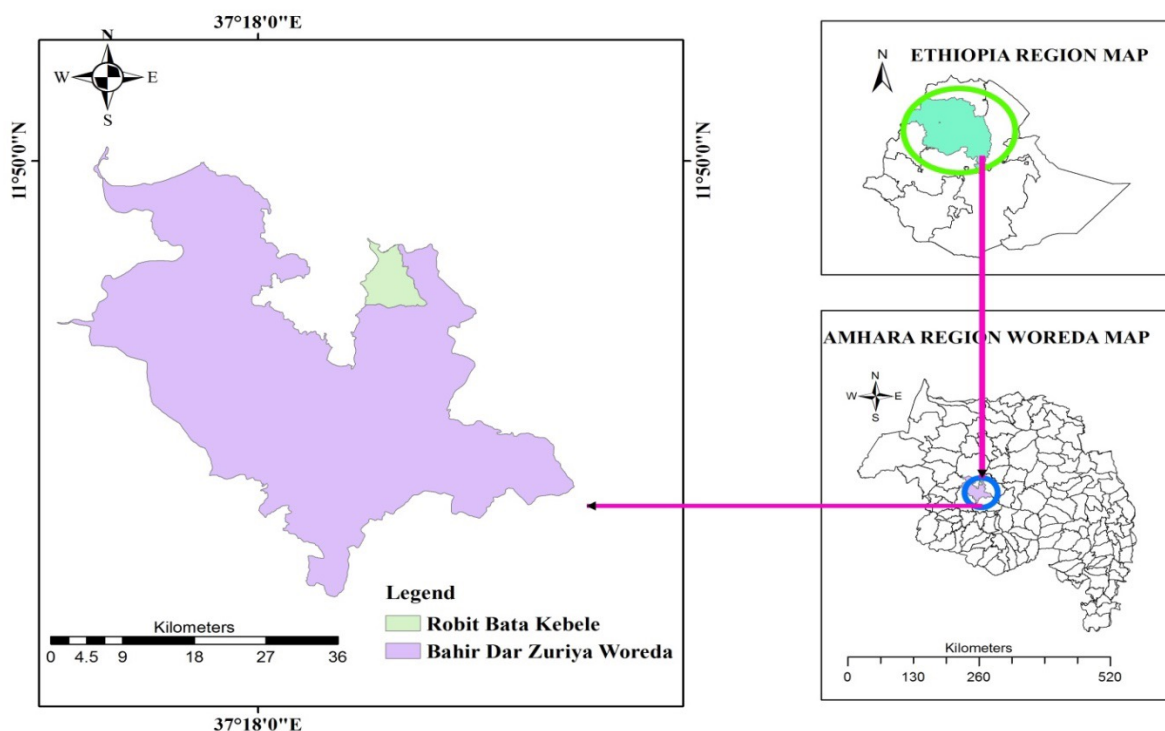 37°18'0"E
N
W E
S
11°50'0"N
11°50'0"N
Legend
Robit Bata Kebele
Bahir Dar Zuriya Woreda
Kilometers
0 4.5 9 18 27 36
37°18'0"E
N
ETHIOPIA REGION MAP
AMHARA REGION WOREDA MAP
N
W E
S
Kilometers
0 130 260 520